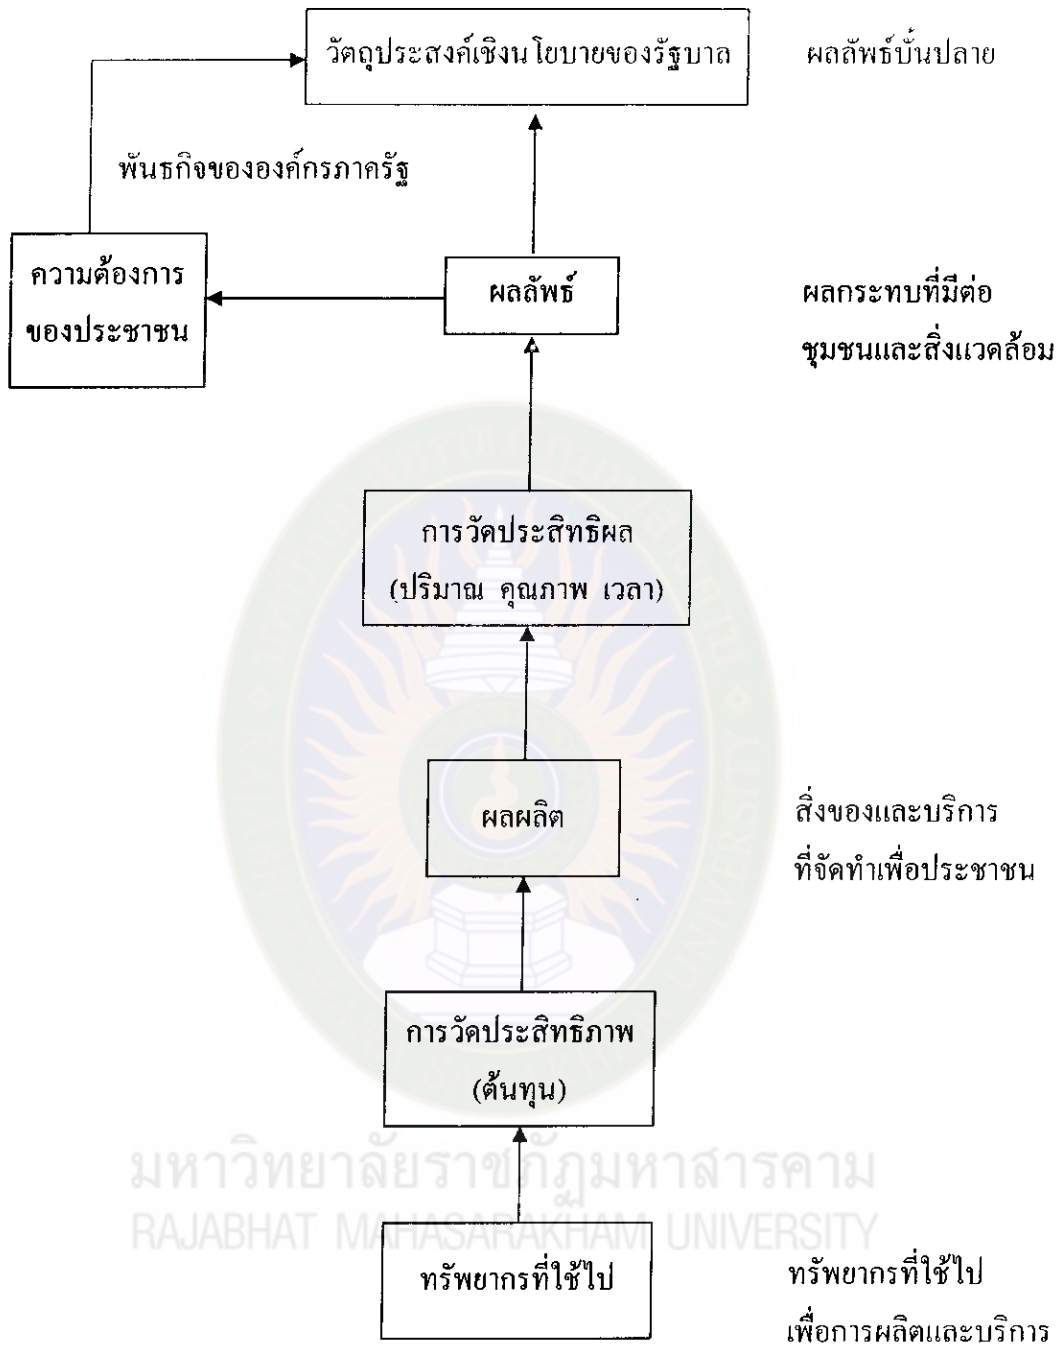 วัตถุประสงค์เชิงนโยบายของรัฐบาล
ผลลัพธ์บั้นปลาย
พันธกิจขององค์กรภาครัฐ
ความต้องการ
ของประชาชน
ผลลัพธ์
ผลกระทบที่มีต่อ
ชุมชนและสิ่งแวดล้อม
การวัดประสิทธิผล
(ปริมาณ คุณภาพ เวลา)
ผลผลิต
สิ่งของและบริการ
ที่จัดทำเพื่อประชาชน
การวัดประสิทธิภาพ
(ต้นทุน)
มหาวิทยาลัยราชภัฏมหาสารคาม
RAJABHAT MAHASARAKHAM UNIVERSITY
ทรัพยากรที่ใช้ไป
ทรัพยากรที่ใช้ไป
เพื่อการผลิตและบริการ